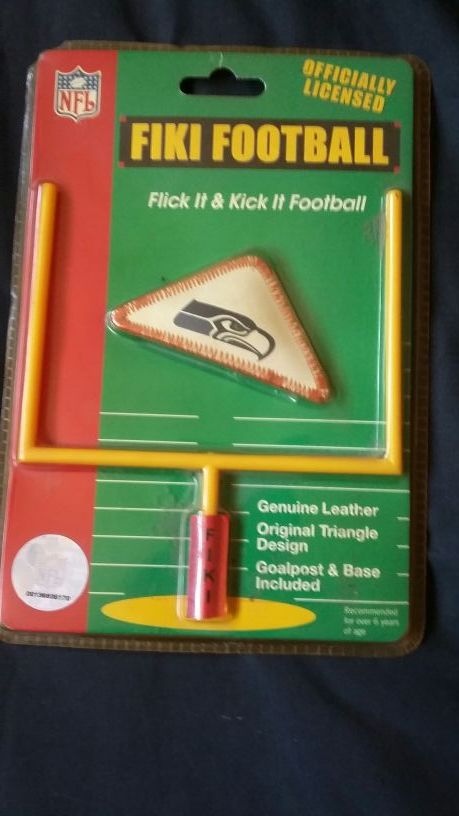 NFL
OFFICIALLY
LICENSED
FIKI FOOTBALL
Flick It & Kick It Football
Genuine Leather
Original Triangle
Design
Goalpost & Base
Included
FIKI
Recommended
for over 6 years
of age